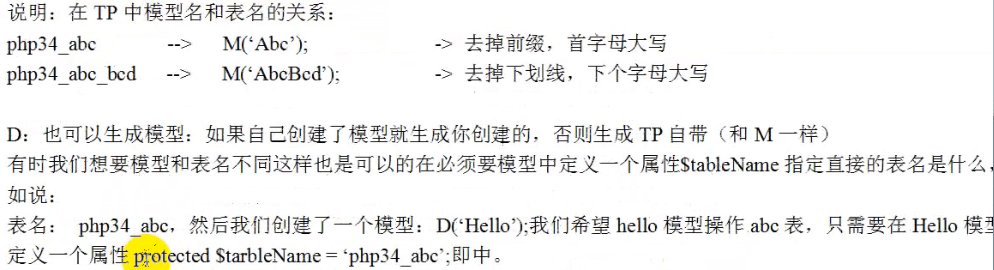 说明：在 TP 中模型名和表名的关系：
php34_abc --> M(‘Abc’); -> 去掉前缀，首字母大写
php34_abc_bcd --> M(‘AbcBcd’); -> 去掉下划线，下个字母大写
D：也可以生成模型：如果自己创建了模型就生成你创建的，否则生成 TP 自带（和 M 一样）
有时我们想要模型和表名不同这样也是可以的在必须要模型中定义一个属性$tableName 指定直接的表名是什么，
如说：
表名： php34_abc，然后我们创建了一个模型：D(‘Hello’);我们希望 hello 模型操作 abc 表，只需要在 Hello 模型
定义一个属性 protected $tarbleName = ‘php34_abc’;即中。